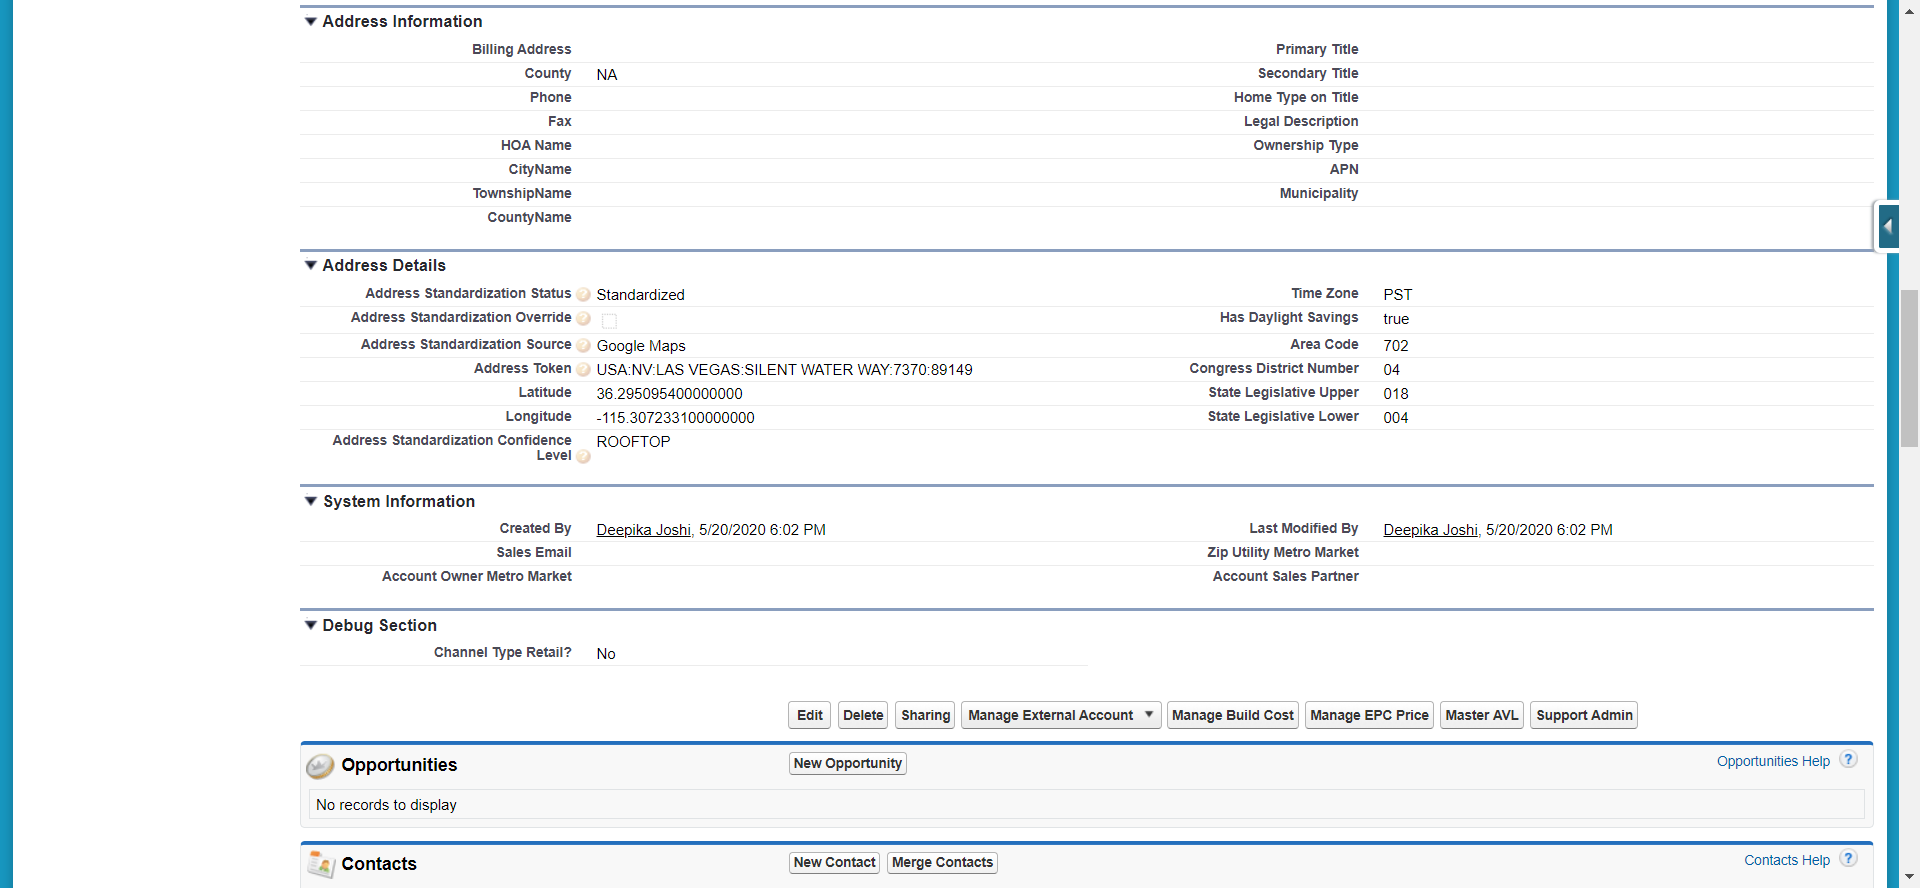 Address Information
Billing Address Primary Title
County NA Secondary Title
Phone Home Type on Title
Fax Legal Description
HOA Name Ownership Type
CityName APN
TownshipName Municipality
CountyName
Address Details
Address Standardization Status ? Standardized Time Zone PST
Address Standardization Override ? Has Daylight Savings true
Address Standardization Source ? Google Maps Area Code 702
Address Token ? USA:NV:LAS VEGAS:SILENT WATER WAY:7370:89149 Congress District Number 04
Latitude 36.295095400000000 State Legislative Upper 018
Longitude -115.307233100000000 State Legislative Lower 004
Address Standardization Confidence ROOFTOP
Level ?
System Information
Created By Deepika Joshi, 5/20/2020 6:02 PM Last Modified By Deepika Joshi, 5/20/2020 6:02 PM
Sales Email Zip Utility Metro Market
Account Owner Metro Market Account Sales Partner
Debug Section
Channel Type Retail? No
Edit Delete Sharing Manage External Account Manage Build Cost Manage EPC Price Master AVL Support Admin
Opportunities New Opportunity Opportunities Help ?
No records to display
Contacts New Contact Merge Contacts Contacts Help ?